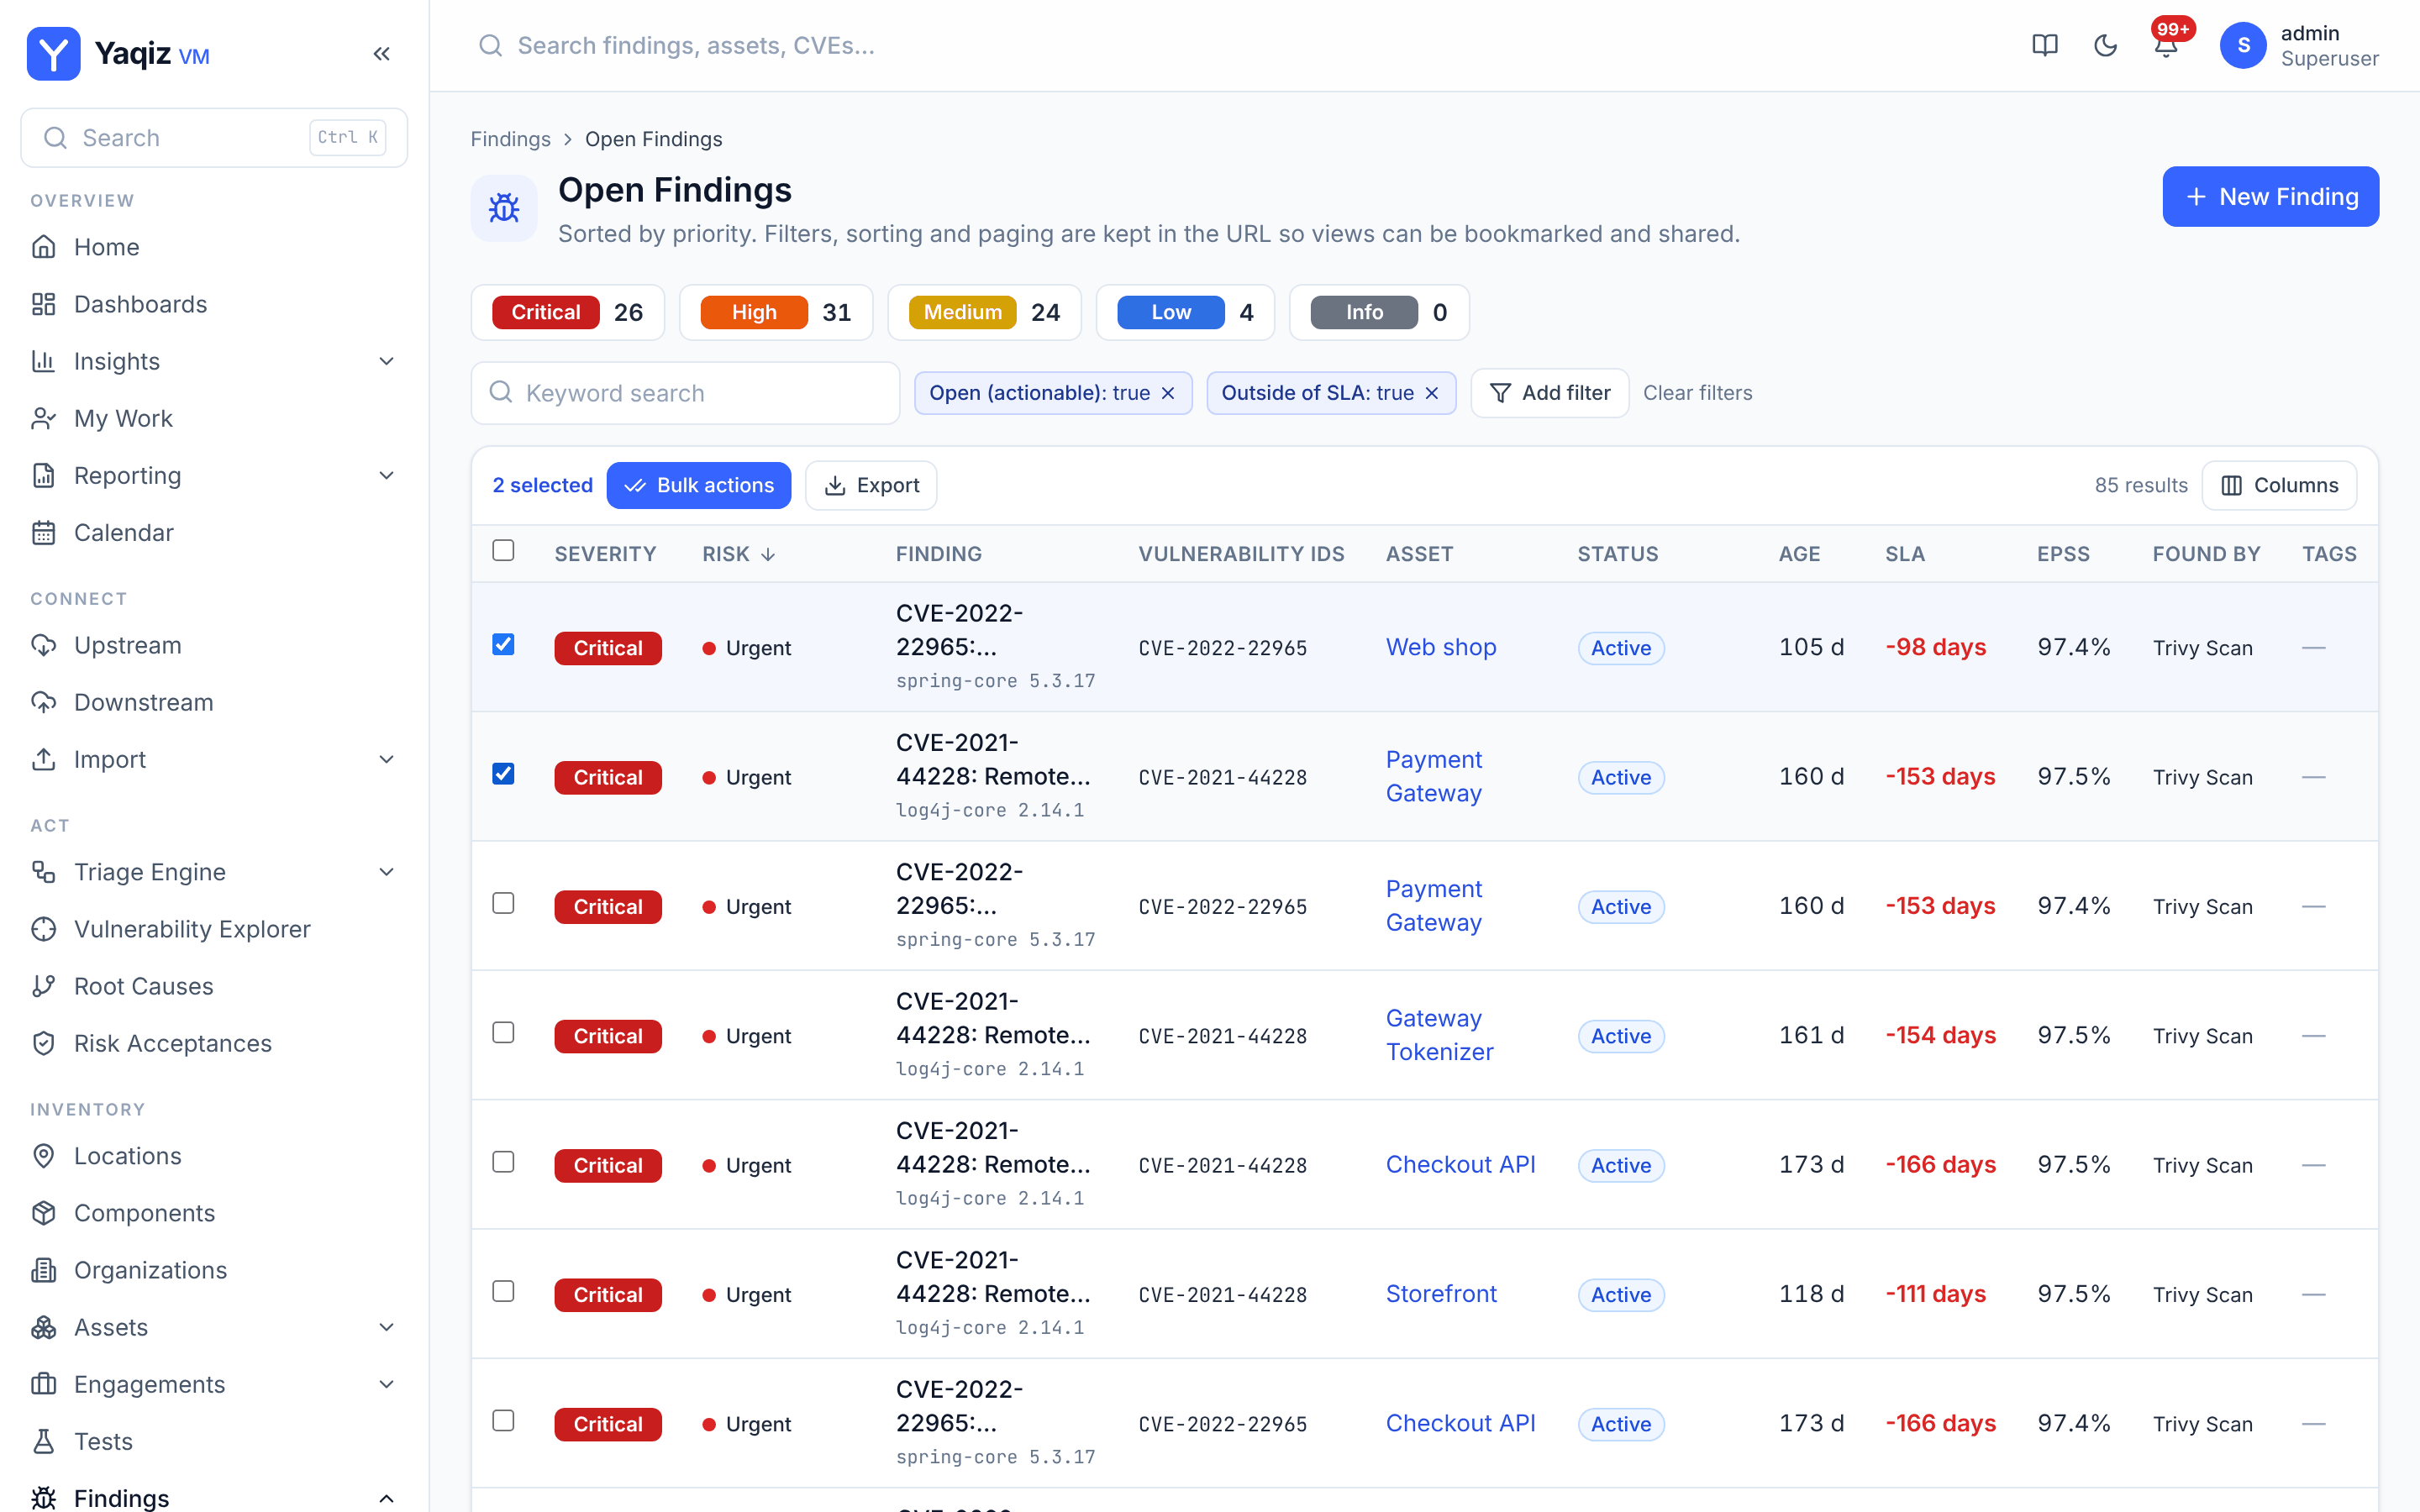 Yaqiz VM
Search Ctrl K
OVERVIEW
Home
Dashboards
Insights
My Work
Reporting
Calendar
CONNECT
Upstream
Downstream
Import
ACT
Triage Engine
Vulnerability Explorer
Root Causes
Risk Acceptances
INVENTORY
Locations
Components
Organizations
Assets
Engagements
Tests
Findings
Search findings, assets, CVEs...
99+
S
admin
Superuser
Findings > Open Findings
Open Findings
Sorted by priority. Filters, sorting and paging are kept in the URL so views can be bookmarked and shared.
+ New Finding
Critical 26 High 31 Medium 24 Low 4 Info 0
Keyword search Open (actionable): true × Outside of SLA: true × Add filter Clear filters
2 selected Bulk actions Export 85 results Columns
SEVERITY RISK ↓ FINDING VULNERABILITY IDS ASSET STATUS AGE SLA EPSS FOUND BY TAGS
CVE-2022-
Critical Urgent 22965:... CVE-2022-22965 Web shop Active 105 d -98 days 97.4% Trivy Scan —
spring-core 5.3.17
CVE-2021- Payment
Critical Urgent 44228: Remote... CVE-2021-44228 Gateway Active 160 d -153 days 97.5% Trivy Scan —
log4j-core 2.14.1
CVE-2022- Payment
Critical Urgent 22965:... CVE-2022-22965 Gateway Active 160 d -153 days 97.4% Trivy Scan —
spring-core 5.3.17
CVE-2021- Gateway
Critical Urgent 44228: Remote... CVE-2021-44228 Tokenizer Active 161 d -154 days 97.5% Trivy Scan —
log4j-core 2.14.1
CVE-2021-
Critical Urgent 44228: Remote... CVE-2021-44228 Checkout API Active 173 d -166 days 97.5% Trivy Scan —
log4j-core 2.14.1
CVE-2021-
Critical Urgent 44228: Remote... CVE-2021-44228 Storefront Active 118 d -111 days 97.5% Trivy Scan —
log4j-core 2.14.1
CVE-2022-
Critical Urgent 22965:... CVE-2022-22965 Checkout API Active 173 d -166 days 97.4% Trivy Scan —
spring-core 5.3.17